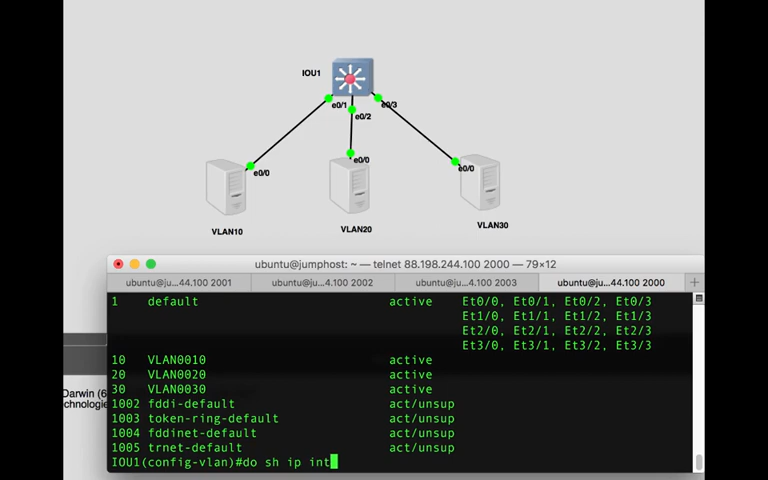 IOU1
e0/1
e0/3
e0/2
e0/0
e0/0
e0/0
VLAN10
VLAN20
VLAN30
ubuntu@jumphost: ~ — telnet 88.198.244.100 2000 — 79×12
ubuntu@ju...44.100 2001
ubuntu@ju...4.100 2002
ubuntu@ju...4.100 2003
ubuntu@ju...44.100 2000
1 default active Et0/0, Et0/1, Et0/2, Et0/3
Et1/0, Et1/1, Et1/2, Et1/3
Et2/0, Et2/1, Et2/2, Et2/3
Et3/0, Et3/1, Et3/2, Et3/3
10 VLAN0010 active
20 VLAN0020 active
30 VLAN0030 active
1002 fddi-default act/unsup
1003 token-ring-default act/unsup
1004 fddinet-default act/unsup
1005 trnet-default act/unsup
IOU1(config-vlan)#do sh ip int
Darwin (6
chnologie